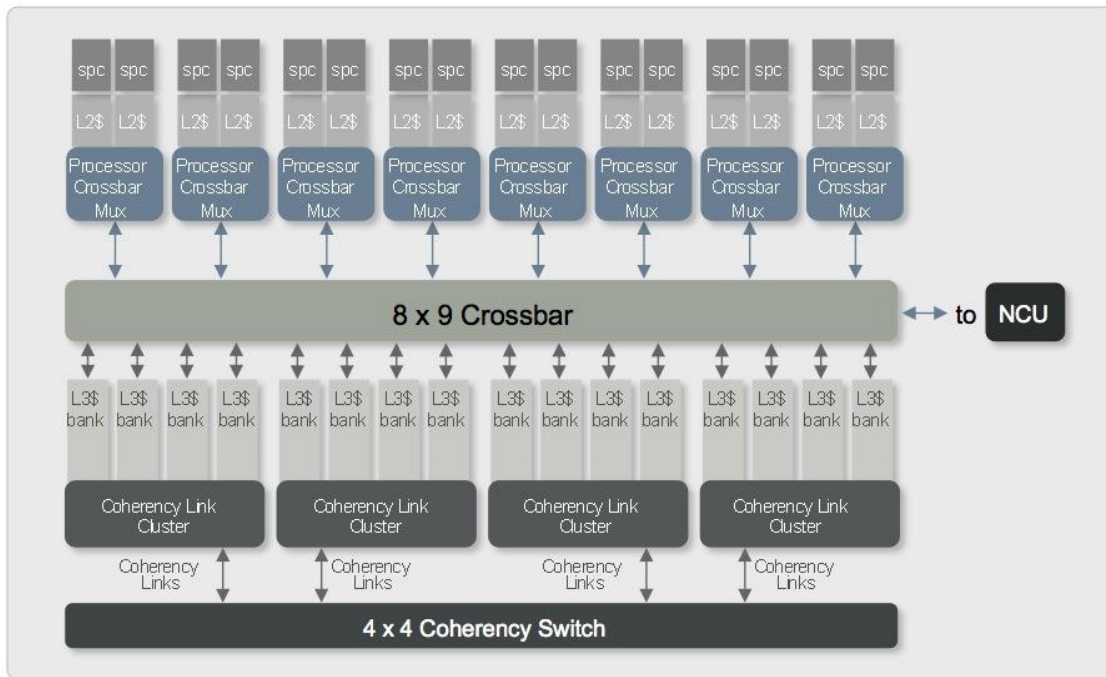 spc spc spc spc spc spc spc spc spc spc spc spc spc spc spc spc
L2$ L2$ L2$ L2$ L2$ L2$ L2$ L2$ L2$ L2$ L2$ L2$ L2$ L2$ L2$ L2$
Processor Processor Processor Processor Processor Processor Processor Processor
Crossbar Crossbar Crossbar Crossbar Crossbar Crossbar Crossbar Crossbar
Mux Mux Mux Mux Mux Mux Mux Mux
8 x 9 Crossbar to NCU
L3$ L3$ L3$ L3$ L3$ L3$ L3$ L3$ L3$ L3$ L3$ L3$ L3$ L3$ L3$ L3$
bank bank bank bank bank bank bank bank bank bank bank bank bank bank bank bank
Coherency Link Coherency Link Coherency Link Coherency Link
Cluster Cluster Cluster Cluster
Coherency Coherency Coherency Coherency
Links Links Links Links
4 x 4 Coherency Switch